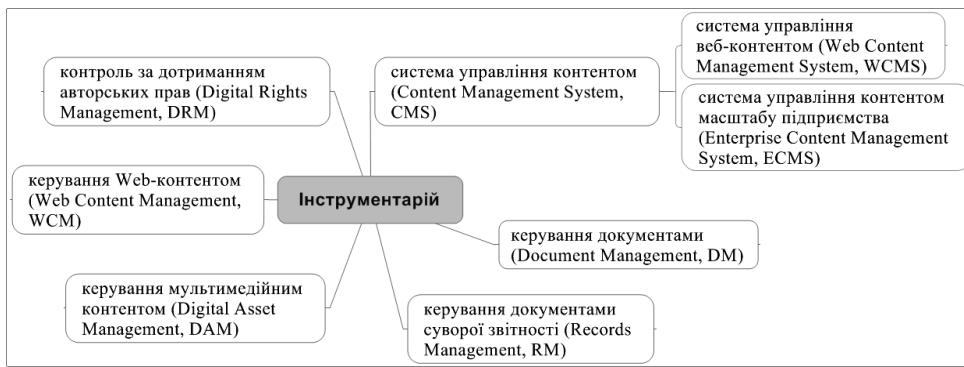 контроль за дотриманням
авторських прав (Digital Rights
Management, DRM)
система управління контентом
(Content Management System,
CMS)
система управління
веб-контентом (Web Content
Management System, WCMS)
система управління контентом
масштабу підприємства
(Enterprise Content Management
System, ECMS)
керування Web-контентом
(Web Content Management,
WCM)
Інструментарій
керування документами
(Document Management, DM)
керування мультимедійним
контентом (Digital Asset
Management, DAM)
керування документами
суворої звітності (Records
Management, RM)